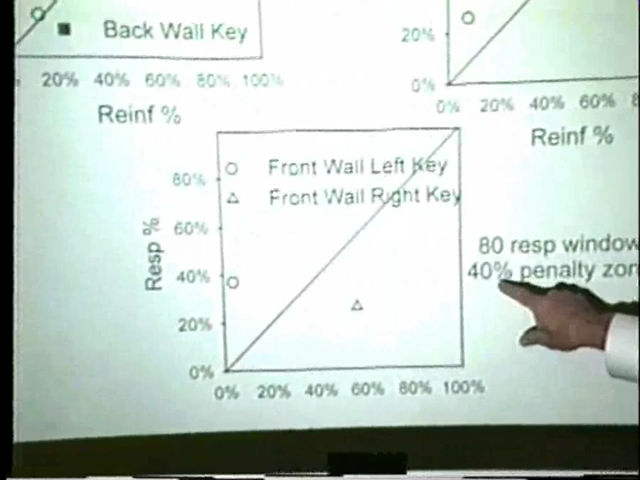 Back Wall Key
20% 40% 60% 80% 100%
Reinf %
20%
0%
0% 20% 40% 60% 8
Reinf %
Front Wall Left Key
Front Wall Right Key
Resp %
80%
60%
40%
20%
0%
0% 20% 40% 60% 80% 100%
80 resp window
40% penalty zon